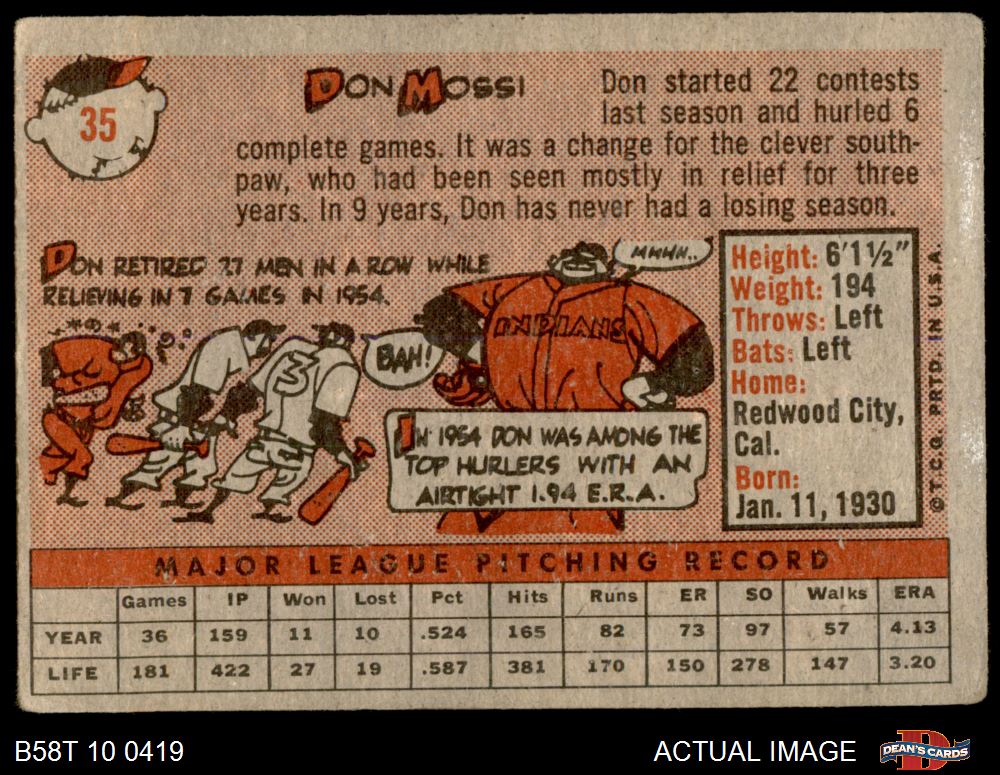 35
DON MOSSI
Don started 22 contests
last season and hurled 6
complete games. It was a change for the clever south-
paw, who had been seen mostly in relief for three
years. In 9 years, Don has never had a losing season.
DON RETIRED 27 MEN IN A ROW WHILE
RELIEVING IN 7 GAMES IN 1954.
MMHN..
BAH!
INDIANS
3
IN 1954 DON WAS AMONG THE
TOP HURLERS WITH AN
AIRTIGHT 1.94 E.R.A.
Height: 6'1½"
Weight: 194
Throws: Left
Bats: Left
Home:
Redwood City,
Cal.
Born:
Jan. 11, 1930
© T.C.G. PRTD. IN U.S.A.
MAJOR LEAGUE PITCHING RECORD
Games IP Won Lost Pct Hits Runs ER SO Walks ERA
YEAR 36 159 11 10 .524 165 82 73 97 57 4.13
LIFE 181 422 27 19 .587 381 170 150 278 147 3.20
B58T 10 0419
ACTUAL IMAGE
DEAN'S CARDS